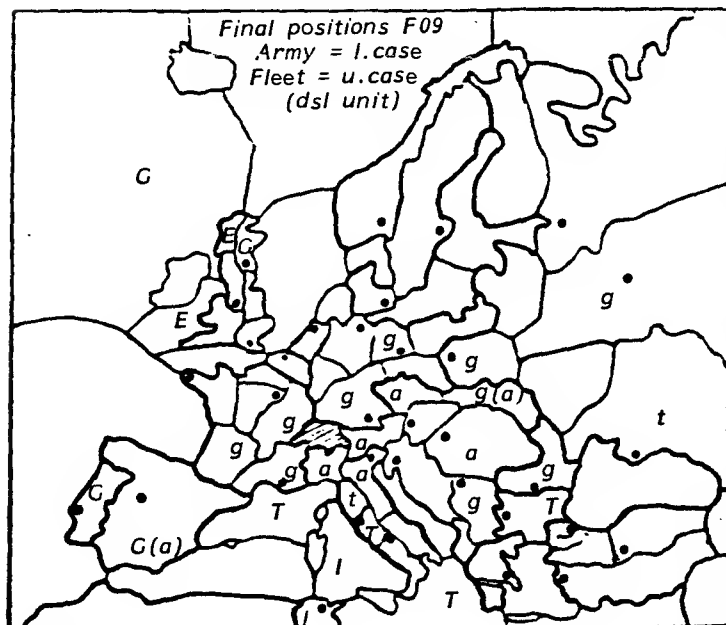 Final positions F09
Army = l.case
Fleet = u.case
(dsl unit)
G
E
G
E
g
g
g
g
a
g(a)
t
g
g
a
a
g
a
a
g
g
G
G(a)
T
t
T
T
I
T
I